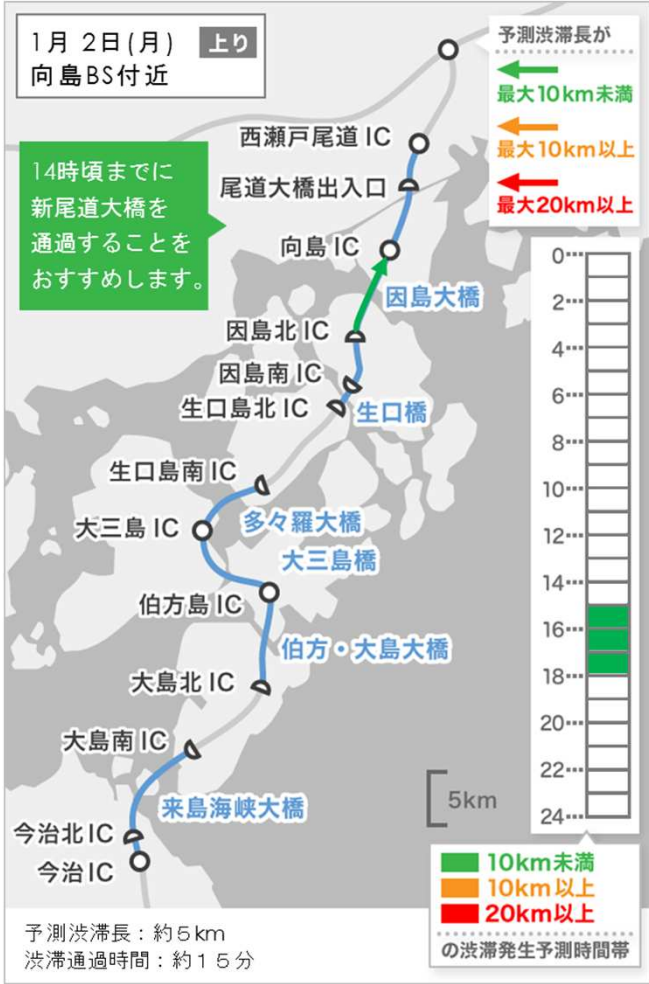 1月 2日(月) 上り
向島BS付近
予測渋滞長が
最大10km未満
最大10km以上
最大20km以上
14時頃までに
新尾道大橋を
通過することを
おすすめします。
西瀬戸尾道 IC
尾道大橋出入口
向島 IC
因島大橋
因島北 IC
因島南 IC
生口島北 IC
生口橋
生口島南 IC
多々羅大橋
大三島 IC
大三島橋
伯方島 IC
伯方・大島大橋
大島北 IC
大島南 IC
来島海峡大橋
今治北 IC
今治 IC
0…
2…
4…
6…
8…
10…
12…
14…
16…
18…
20…
22…
24…
5km
10km未満
10km以上
20km以上
の渋滞発生予測時間帯
予測渋滞長：約5km
渋滞通過時間：約15分